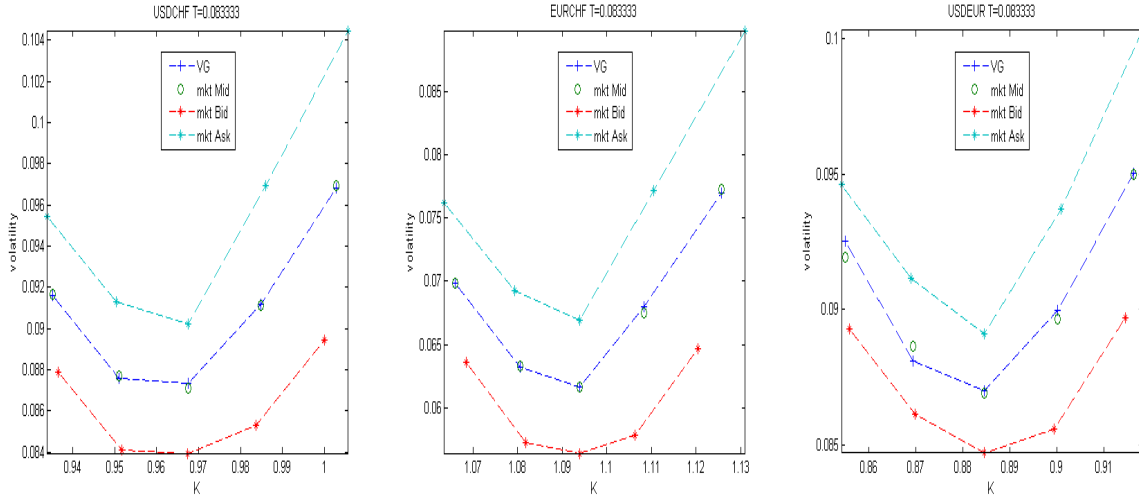 USDCHF T=0.083333
0.104
0.102
0.1
0.098
0.096
0.094
0.092
0.09
0.088
0.086
0.084
volatility
VG
mkt Mid
mkt Bid
mkt Ask
0.94 0.95 0.96 0.97 0.98 0.99 1
K
EURCHF T=0.083333
0.085
0.08
0.075
0.07
0.065
0.06
volatility
VG
mkt Mid
mkt Bid
mkt Ask
1.07 1.08 1.09 1.1 1.11 1.12 1.13
K
USDEUR T=0.083333
0.1
0.095
0.09
0.085
volatility
VG
mkt Mid
mkt Bid
mkt Ask
0.86 0.87 0.88 0.89 0.9 0.91
K